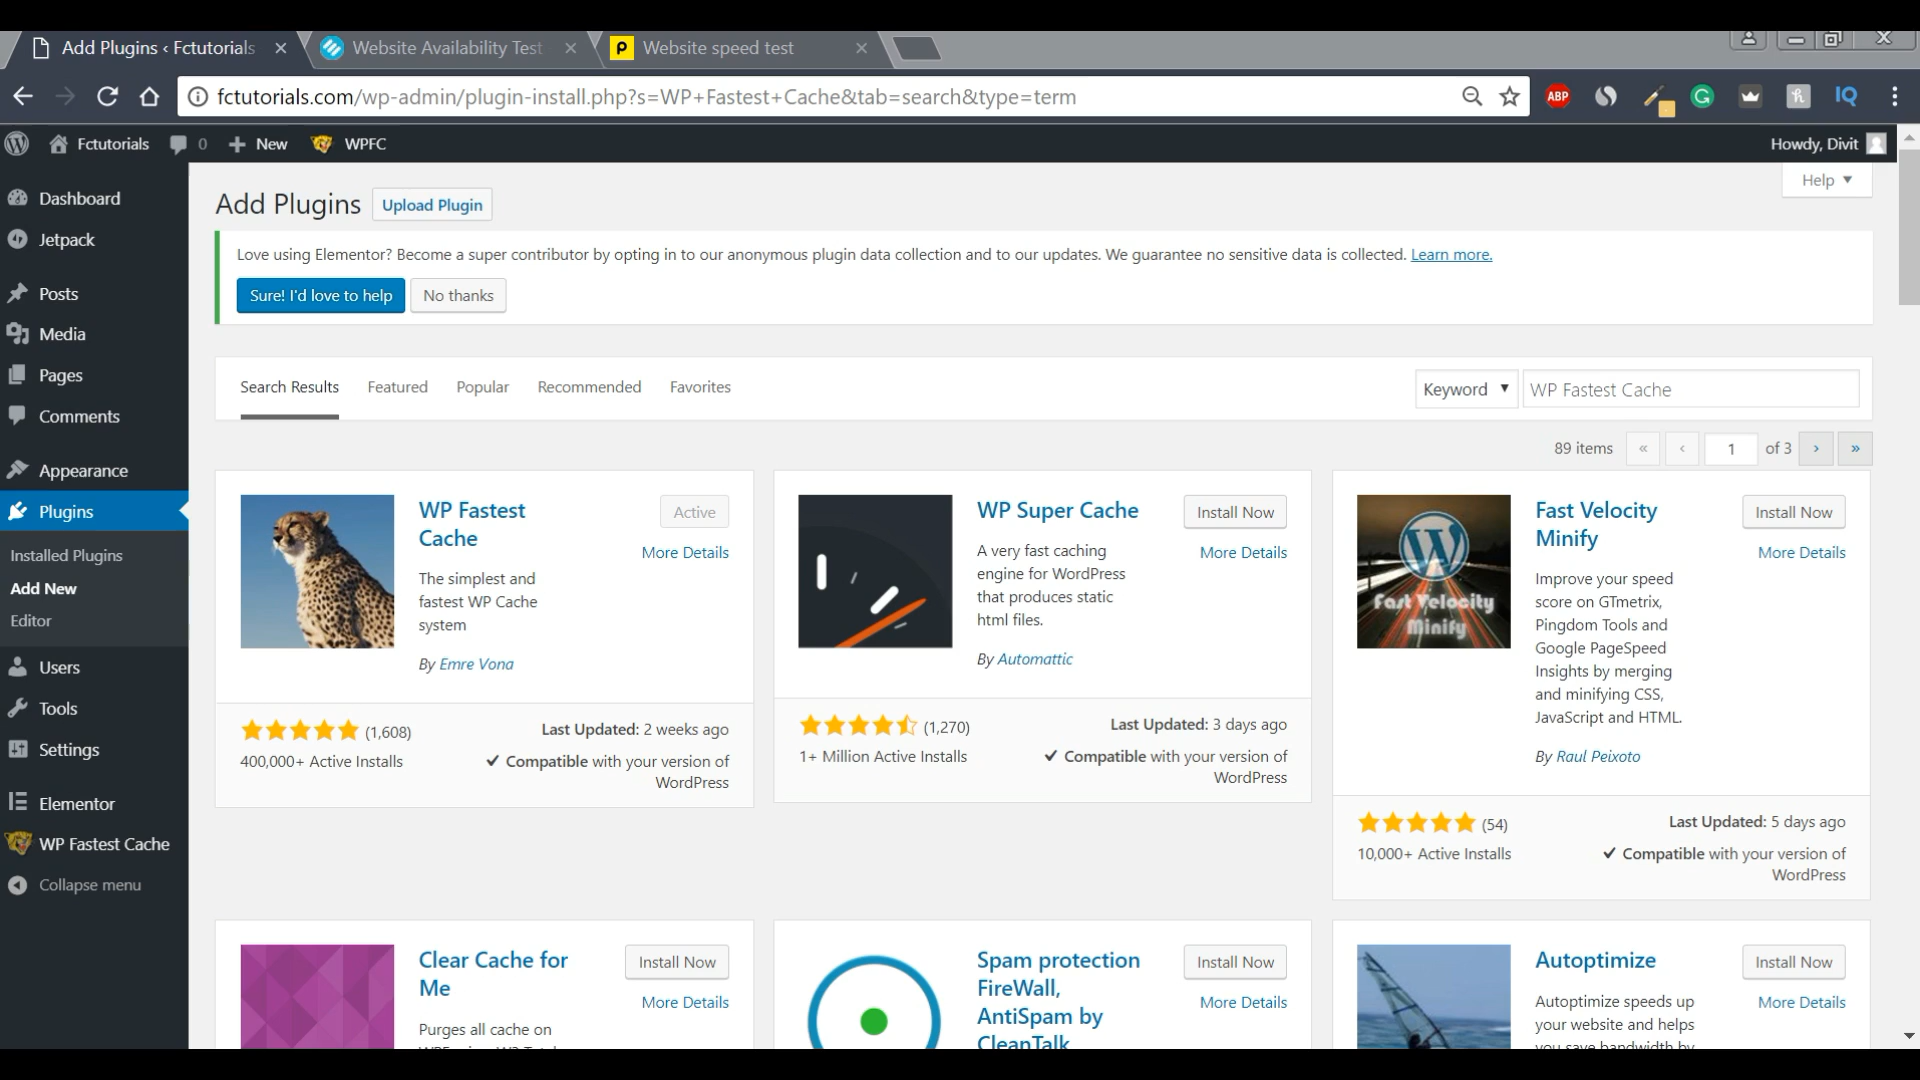 Add Plugins ‹ Fctutorials
Website Availability Test
Website speed test
fctutorials.com/wp-admin/plugin-install.php?s=WP+Fastest+Cache&tab=search&type=term
ABP
IQ
Fctutorials 0 + New WPFC
Howdy, Divit
Dashboard
Jetpack
Posts
Media
Pages
Comments
Appearance
Plugins
Installed Plugins
Add New
Editor
Users
Tools
Settings
Elementor
WP Fastest Cache
Collapse menu
Help
Add Plugins Upload Plugin
Love using Elementor? Become a super contributor by opting in to our anonymous plugin data collection and to our updates. We guarantee no sensitive data is collected. Learn more.
Sure! I'd love to help No thanks
Search Results Featured Popular Recommended Favorites
Keyword WP Fastest Cache
89 items « ‹ 1 of 3 › »
WP Fastest
Cache
Active
More Details
The simplest and
fastest WP Cache
system
By Emre Vona
(1,608)
400,000+ Active Installs
Last Updated: 2 weeks ago
✓ Compatible with your version of
WordPress
WP Super Cache
Install Now
More Details
A very fast caching
engine for WordPress
that produces static
html files.
By Automattic
(1,270)
1+ Million Active Installs
Last Updated: 3 days ago
✓ Compatible with your version of
WordPress
Fast Velocity
Minify
Fast Velocity
Minify
Install Now
More Details
Improve your speed
score on GTmetrix,
Pingdom Tools and
Google PageSpeed
Insights by merging
and minifying CSS,
JavaScript and HTML.
By Raul Peixoto
(54)
10,000+ Active Installs
Last Updated: 5 days ago
✓ Compatible with your version of
WordPress
Clear Cache for
Me
Install Now
More Details
Purges all cache on
Spam protection
FireWall,
AntiSpam by
CleanTalk
Install Now
More Details
Autoptimize
Install Now
More Details
Autoptimize speeds up
your website and helps
you save bandwidth by